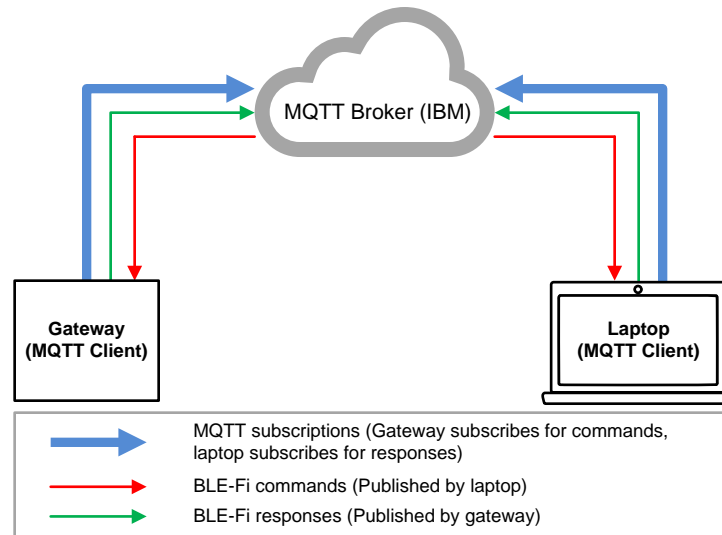 MQTT Broker (IBM)
Gateway
(MQTT Client)
Laptop
(MQTT Client)
MQTT subscriptions (Gateway subscribes for commands,
laptop subscribes for responses)
BLE-Fi commands (Published by laptop)
BLE-Fi responses (Published by gateway)